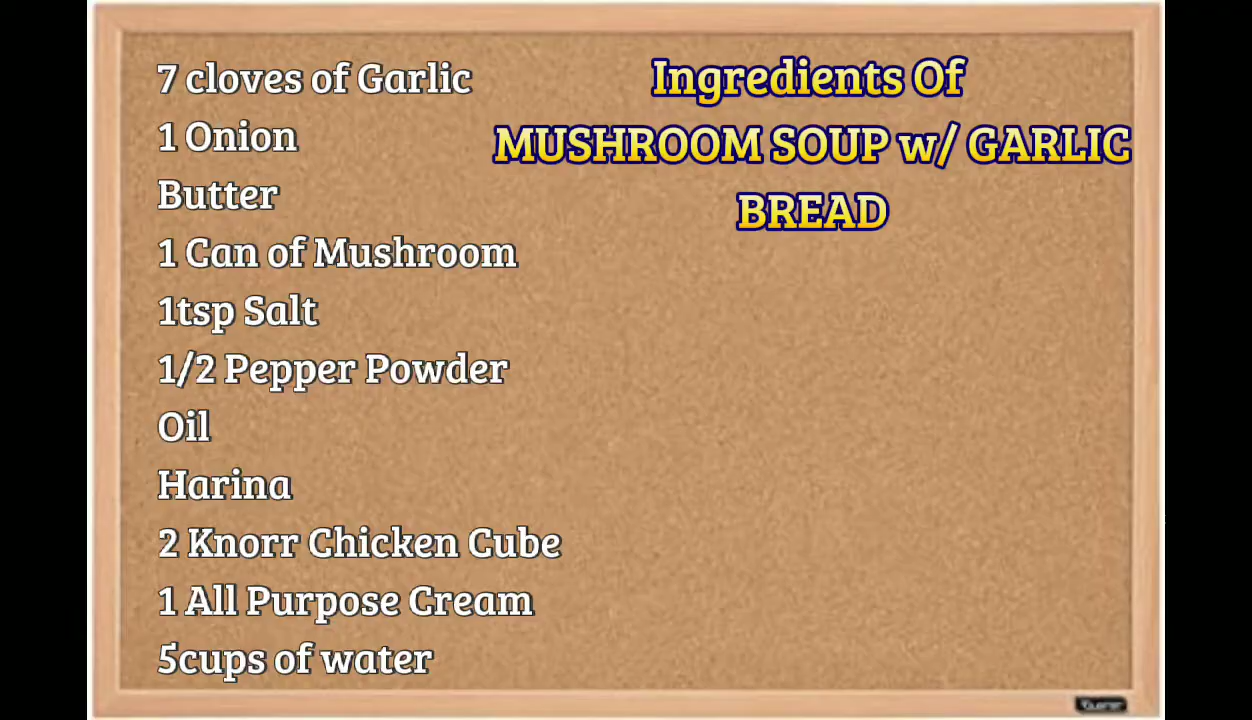 Ingredients Of
MUSHROOM SOUP w/ GARLIC
BREAD
7 cloves of Garlic
1 Onion
Butter
1 Can of Mushroom
1tsp Salt
1/2 Pepper Powder
Oil
Harina
2 Knorr Chicken Cube
1 All Purpose Cream
5cups of water